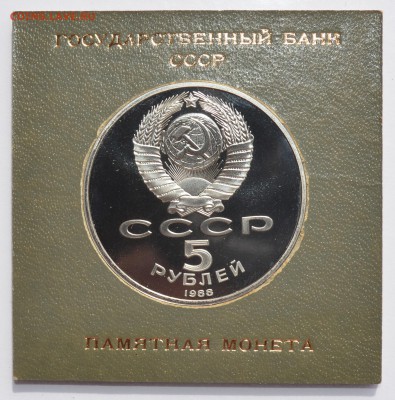 ГОСУДАРСТВЕННЫЙ БАНК
СССР
СССР
5
РУБЛЕЙ
1988
ПАМЯТНАЯ МОНЕТА